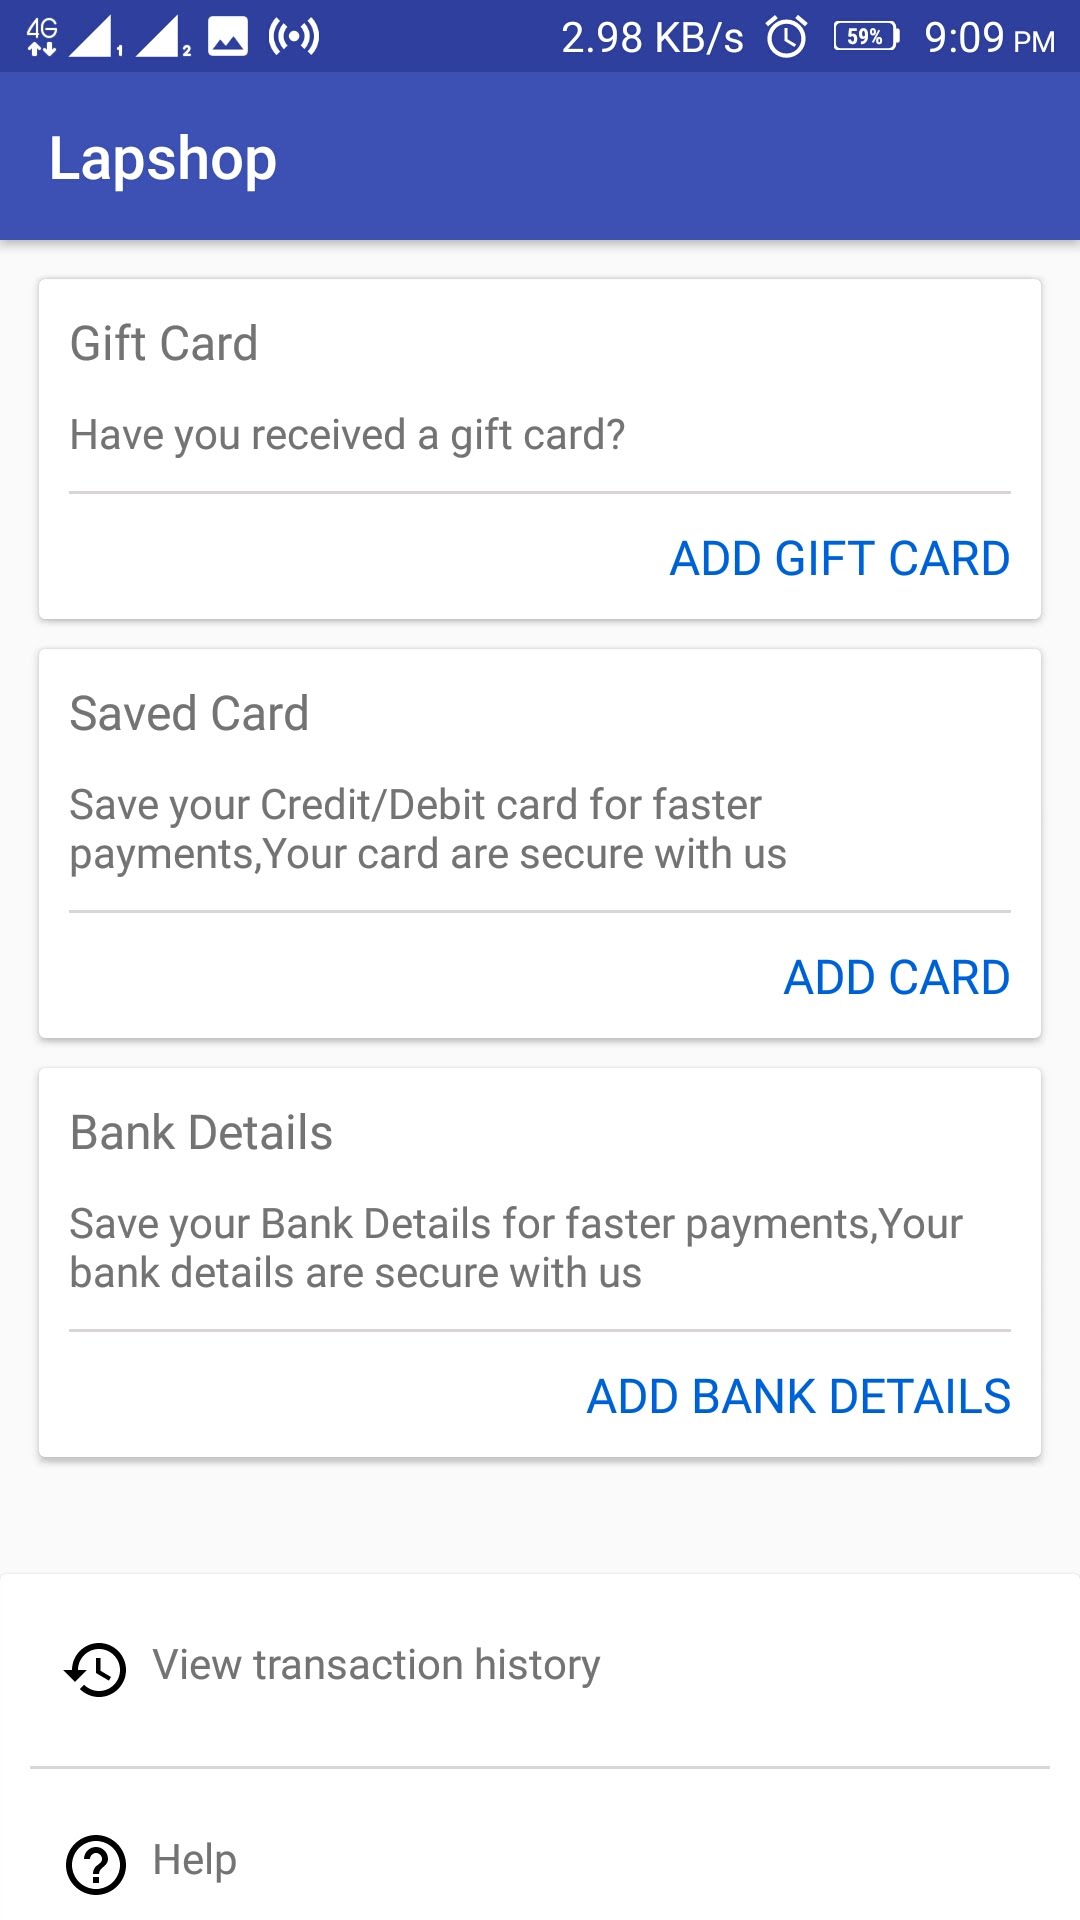 4G 1 2 2.98 KB/s 59% 9:09 PM
Lapshop
Gift Card
Have you received a gift card?
ADD GIFT CARD
Saved Card
Save your Credit/Debit card for faster
payments,Your card are secure with us
ADD CARD
Bank Details
Save your Bank Details for faster payments,Your
bank details are secure with us
ADD BANK DETAILS
View transaction history
Help